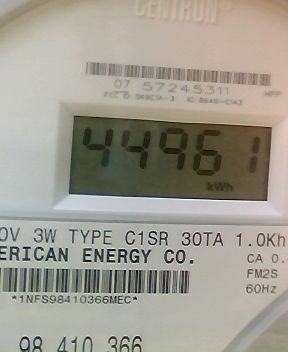 CENTRON®
07 57245311
44961
kWh
0V 3W TYPE C1SR 30TA 1.0Kh
ERICAN ENERGY CO.
CA 0.
FM2S
*1NFS98410366MEC*
60Hz
98 410 366